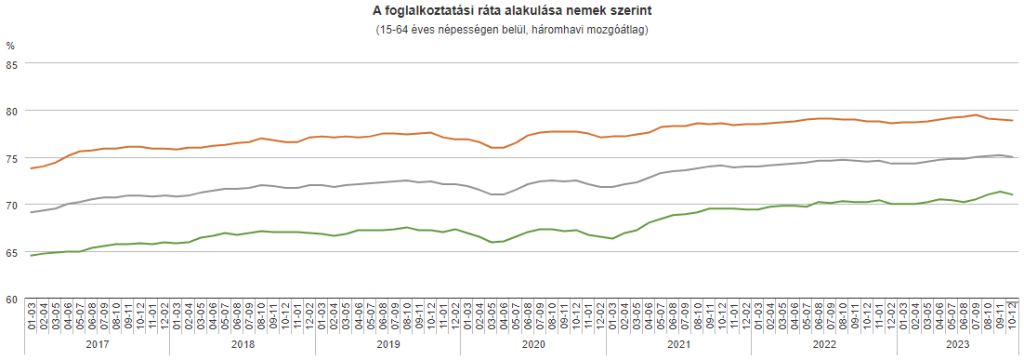 A foglalkoztatási ráta alakulása nemek szerint
(15-64 éves népességen belül, háromhavi mozgóátlag)
%
85
80
75
70
65
60
01-03 02-04 03-05 04-06 05-07 06-08 07-09 08-10 09-11 10-12 11-01 12-02 01-03 02-04 03-05 04-06 05-07 06-08 07-09 08-10 09-11 10-12 11-01 12-02 01-03 02-04 03-05 04-06 05-07 06-08 07-09 08-10 09-11 10-12 11-01 12-02 01-03 02-04 03-05 04-06 05-07 06-08 07-09 08-10 09-11 10-12 11-01 12-02 01-03 02-04 03-05 04-06 05-07 06-08 07-09 08-10 09-11 10-12 11-01 12-02 01-03 02-04 03-05 04-06 05-07 06-08 07-09 08-10 09-11 10-12 11-01 12-02 01-03 02-04 03-05 04-06 05-07 06-08 07-09 08-10 09-11 10-12
2017 2018 2019 2020 2021 2022 2023